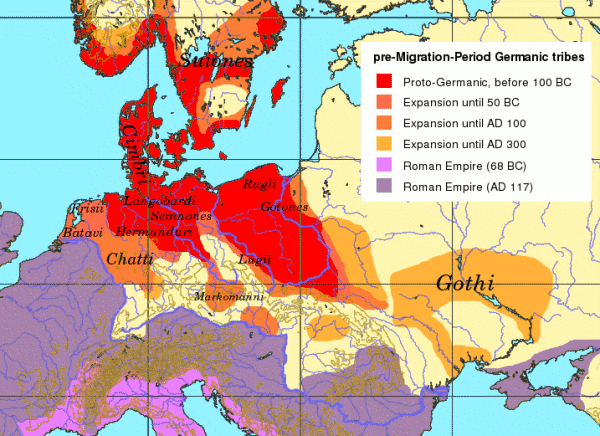 pre-Migration-Period Germanic tribes
Proto-Germanic, before 100 BC
Expansion until 50 BC
Expansion until AD 100
Expansion until AD 300
Roman Empire (68 BC)
Roman Empire (AD 117)
Suiones
Cimbri
Rugii
Langobardi
Gotones
Frisii
Semnones
Batavi
Hermunduri
Chatti
Lugii
Gothi
Markomanni